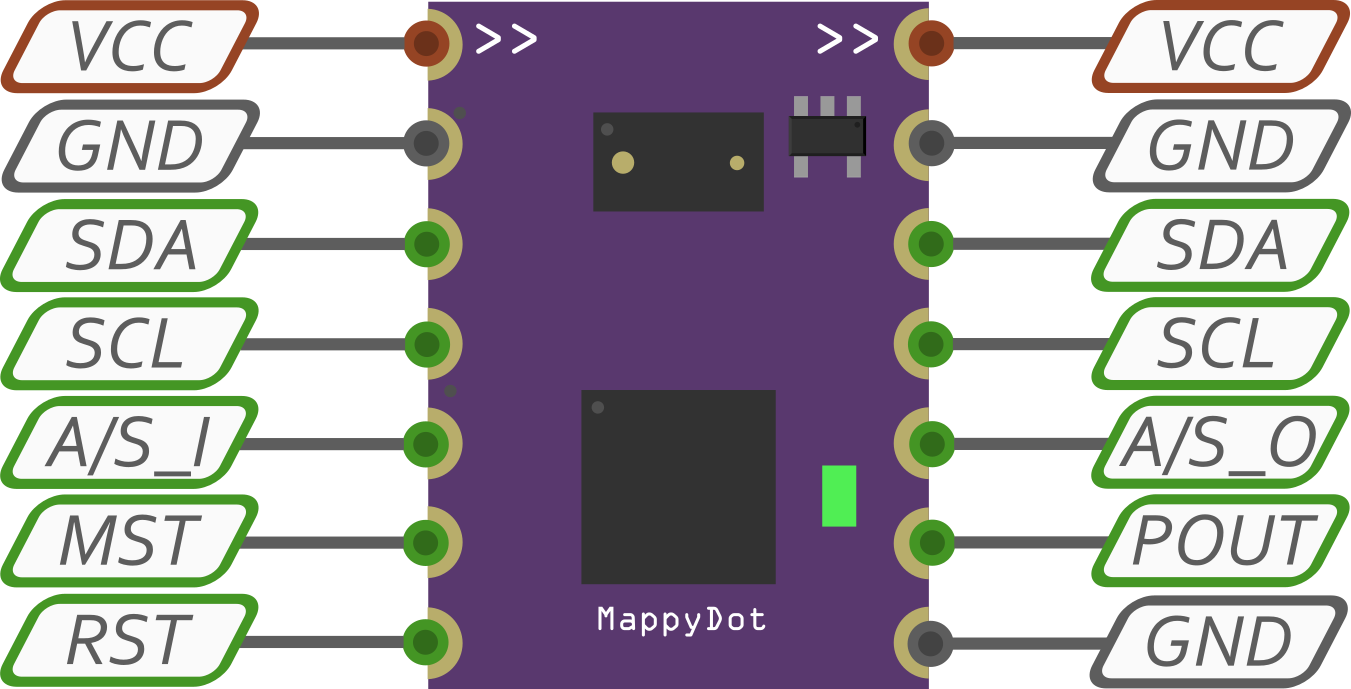 VCC >> >> VCC
GND GND
SDA SDA
SCL SCL
A/S_I A/S_O
MST POUT
MappyDot
RST GND